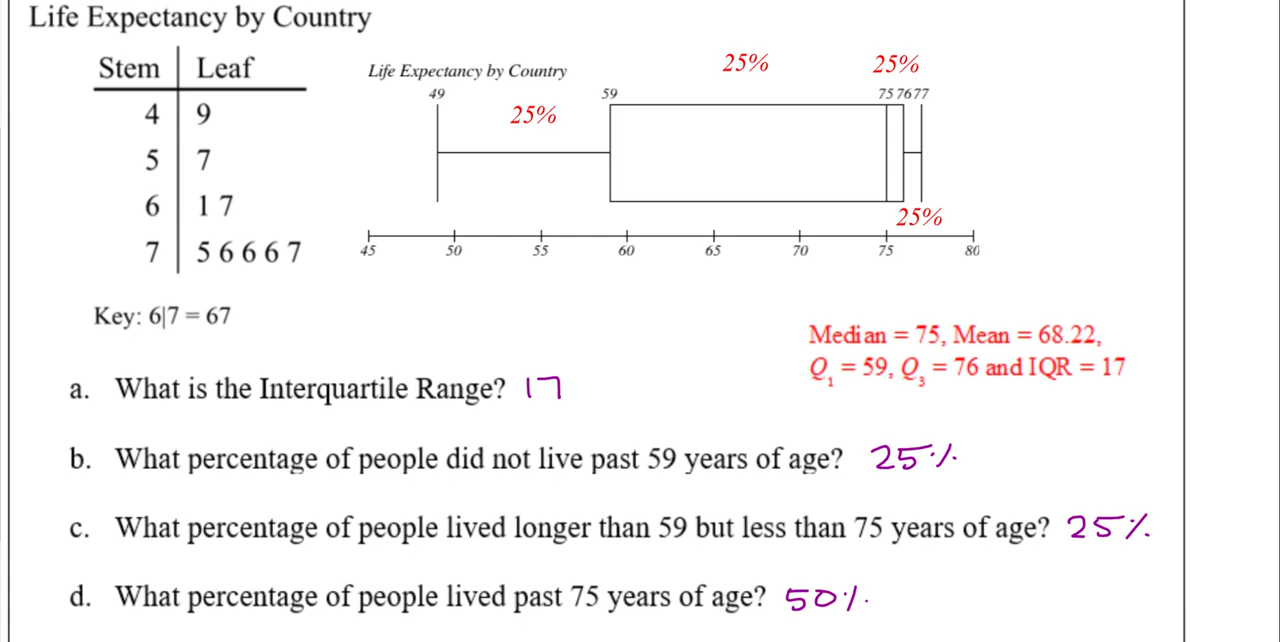 Life Expectancy by Country
Stem Leaf
4 9
5 7
6 1 7
7 5 6 6 6 7
Key: 6|7 = 67
25% 25%
Life Expectancy by Country
49 59 75 76 77
25%
25%
45 50 55 60 65 70 75 80
Median = 75, Mean = 68.22,
Q₁ = 59, Q₃ = 76 and IQR = 17
a. What is the Interquartile Range? 17
b. What percentage of people did not live past 59 years of age? 25%
c. What percentage of people lived longer than 59 but less than 75 years of age? 25%.
d. What percentage of people lived past 75 years of age? 50%.